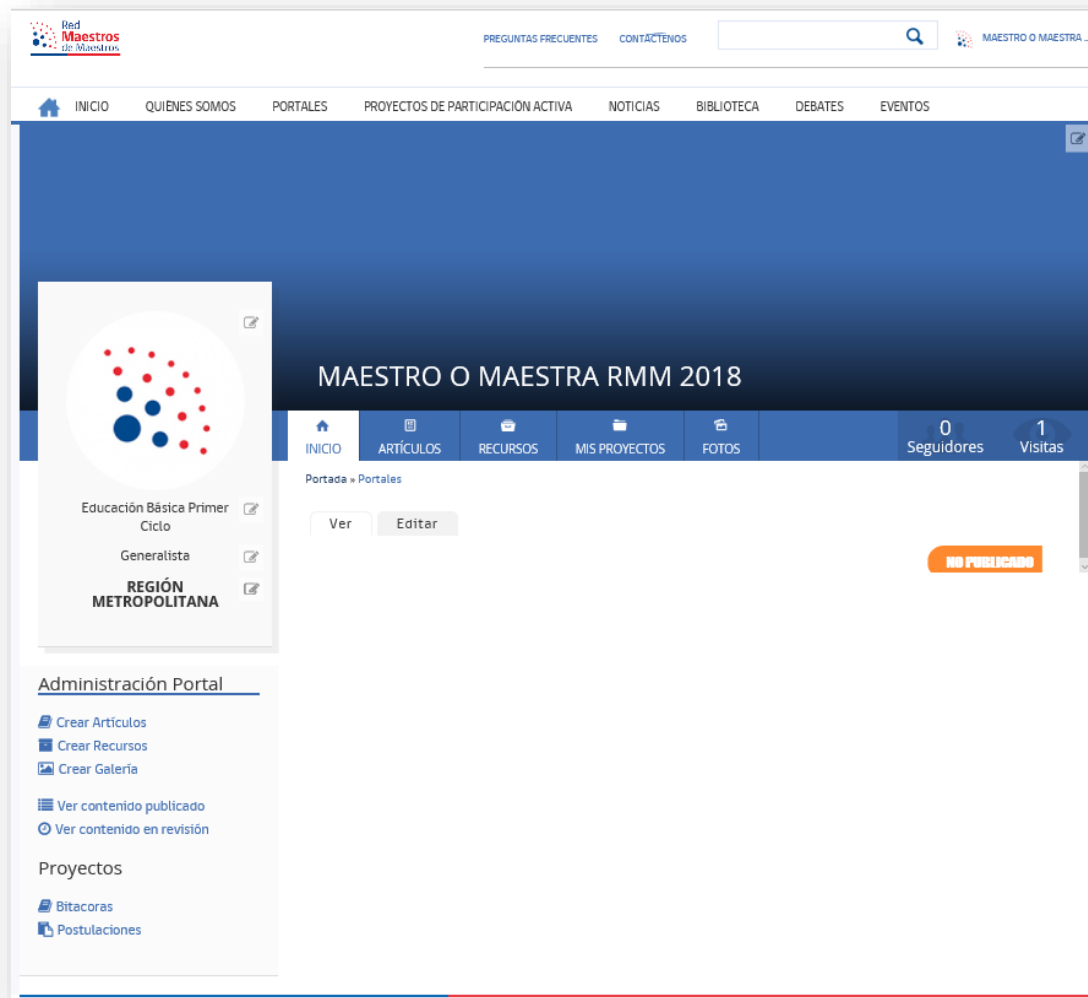 Red
Maestros
de Maestros
PREGUNTAS FRECUENTES CONTÁCTENOS
MAESTRO O MAESTRA ...
INICIO QUIÉNES SOMOS PORTALES PROYECTOS DE PARTICIPACIÓN ACTIVA NOTICIAS BIBLIOTECA DEBATES EVENTOS
MAESTRO O MAESTRA RMM 2018
INICIO ARTÍCULOS RECURSOS MIS PROYECTOS FOTOS
0 Seguidores
1 Visitas
Portada » Portales
Ver Editar
NO PUBLICADO
Educación Básica Primer
Ciclo
Generalista
REGIÓN
METROPOLITANA
Administración Portal
Crear Artículos
Crear Recursos
Crear Galería
Ver contenido publicado
Ver contenido en revisión
Proyectos
Bitacoras
Postulaciones